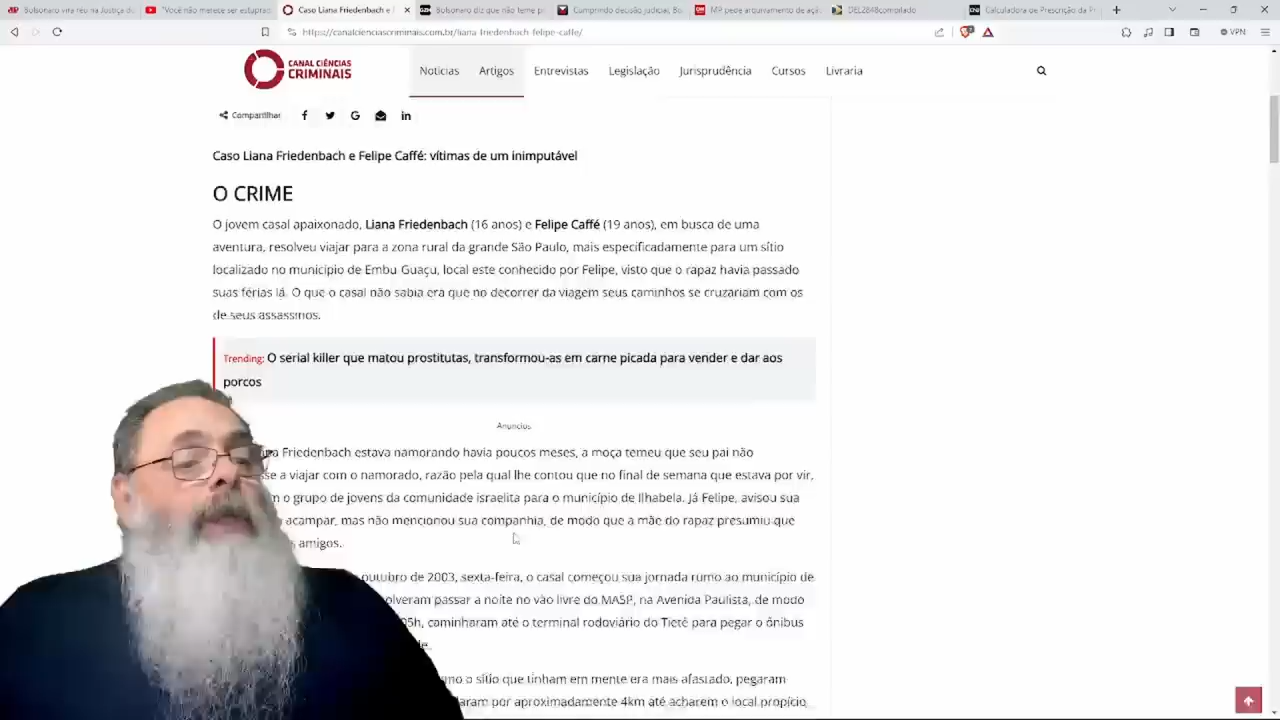 Bolsonaro vira réu na Justiça do
"Você não merece ser estuprad
Caso Liana Friedenbach e
Bolsonaro diz que não teme p
Cumprindo decisão judicial, Bo
MP pede arquivamento de açã
DEL2848compilado
Calculadora de Prescrição da P
https://canalcienciascriminais.com.br/liana-friedenbach-felipe-caffe/
VPN
CANAL CIÊNCIAS
CRIMINAIS
Notícias Artigos Entrevistas Legislação Jurisprudência Cursos Livraria
Compartilhar
Caso Liana Friedenbach e Felipe Caffé: vítimas de um inimputável
O CRIME
O jovem casal apaixonado, Liana Friedenbach (16 anos) e Felipe Caffé (19 anos), em busca de uma
aventura, resolveu viajar para a zona rural da grande São Paulo, mais especificadamente para um sítio
localizado no município de Embu Guaçu, local este conhecido por Felipe, visto que o rapaz havia passado
suas férias lá. O que o casal não sabia era que no decorrer da viagem seus caminhos se cruzariam com os
de seus assassinos.
Trending: O serial killer que matou prostitutas, transformou-as em carne picada para vender e dar aos
porcos
Anuncios
Friedenbach estava namorando havia poucos meses, a moça temeu que seu pai não
se a viajar com o namorado, razão pela qual lhe contou que no final de semana que estava por vir,
o grupo de jovens da comunidade israelita para o município de Ilhabela. Já Felipe, avisou sua
acampar, mas não mencionou sua companhia, de modo que a mãe do rapaz presumiu que
amigos.
outubro de 2003, sexta-feira, o casal começou sua jornada rumo ao município de
olveram passar a noite no vão livre do MASP, na Avenida Paulista, de modo
05h, caminharam até o terminal rodoviário do Tietê para pegar o ônibus
o sítio que tinham em mente era mais afastado, pegaram
aram por aproximadamente 4km até acharem o local propício